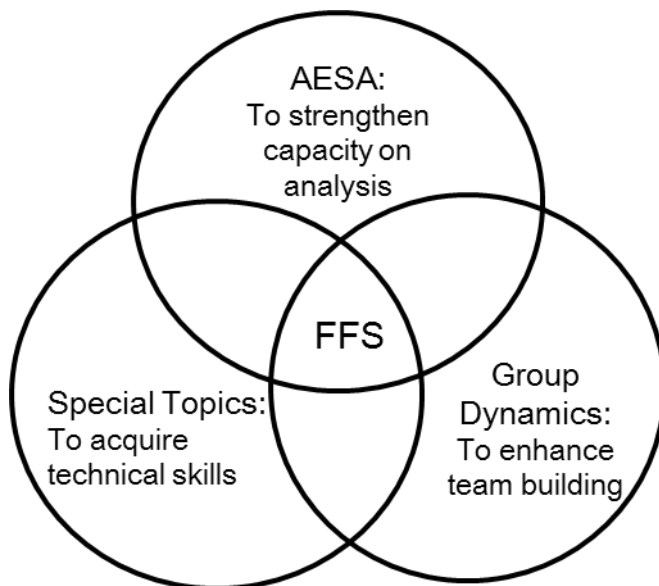 AESA:
To strengthen
capacity on
analysis
FFS
Special Topics:
To acquire
technical skills
Group
Dynamics:
To enhance
team building